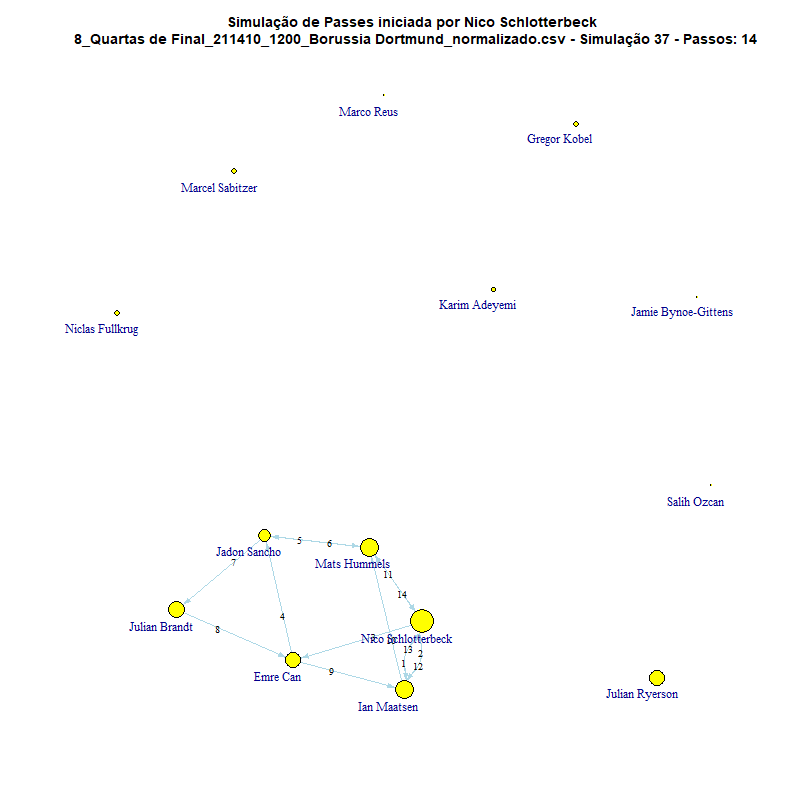 Simulação de Passes iniciada por Nico Schlotterbeck
8_Quartas de Final_211410_1200_Borussia Dortmund_normalizado.csv - Simulação 37 - Passos: 14
Marco Reus
Gregor Kobel
Marcel Sabitzer
Karim Adeyemi
Jamie Bynoe-Gittens
Niclas Fullkrug
Salih Ozcan
5
6
Jadon Sancho
Mats Hummels
7
11
14
4
Julian Brandt
8
Nico Schlotterbeck
13
2
1
12
Emre Can
9
Ian Maatsen
Julian Ryerson